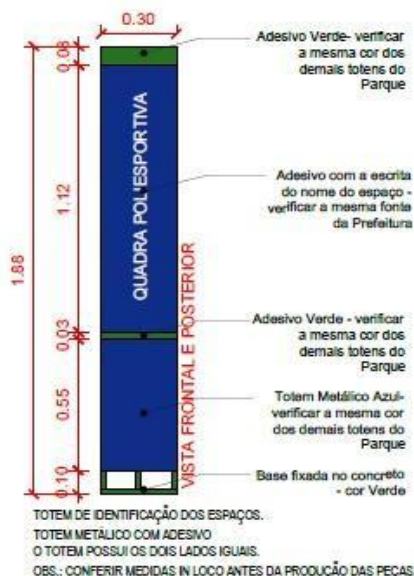 0.30
Adesivo Verde- verificar
a mesma cor dos
demais totens do
Parque
0.08
QUADRA POLIESPORTIVA
Adesivo com a escrita
do nome do espaço -
verificar a mesma fonte
da Prefeitura
1.12
1.88
Adesivo Verde - verificar
a mesma cor dos
demais totens do
Parque
0.03
VISTA FRONTAL E POSTERIOR
Totem Metálico Azul-
verificar a mesma cor
dos demais totens do
Parque
0.55
Base fixada no concreto
- cor Verde
0.10
TOTEM DE IDENTIFICAÇÃO DOS ESPAÇOS.
TOTEM METÁLICO COM ADESIVO
O TOTEM POSSUI OS DOIS LADOS IGUAIS.
OBS.: CONFERIR MEDIDAS IN LOCO ANTES DA PRODUÇÃO DAS PEÇAS